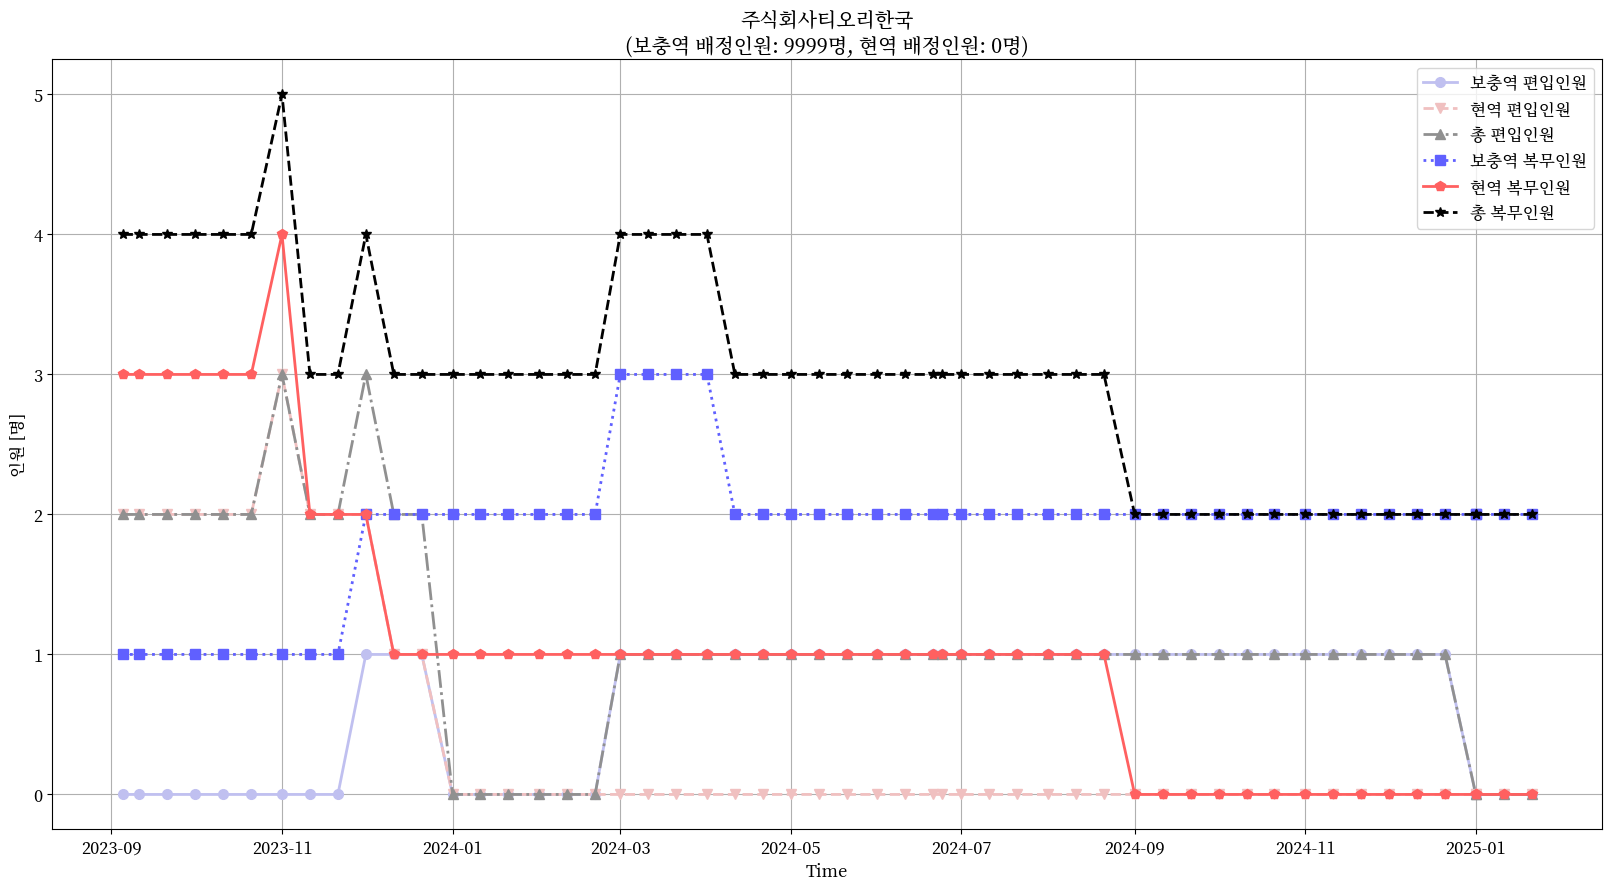 주식회사티오리한국
(보충역 배정인원: 9999명, 현역 배정인원: 0명)
보충역 편입인원
현역 편입인원
총 편입인원
보충역 복무인원
현역 복무인원
총 복무인원
인원 [명]
5
4
3
2
1
0
2023-09
2023-11
2024-01
2024-03
2024-05
2024-07
2024-09
2024-11
2025-01
Time